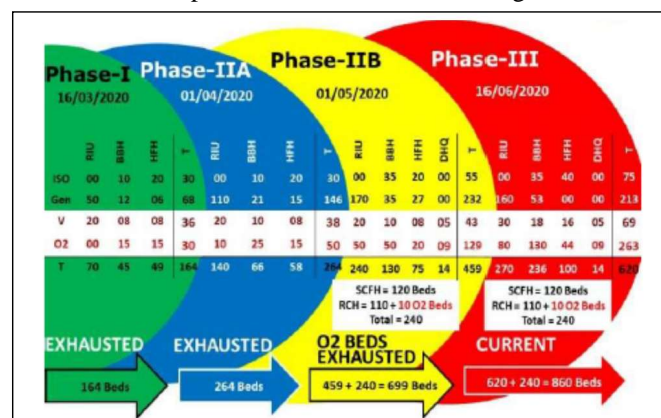 Phase-I
16/03/2020
Phase-IIA
01/04/2020
Phase-IIB
01/05/2020
Phase-III
16/06/2020
RIU BBH HFH T RIU BBH HFH T RIU BBH HFH DHQ T RIU BBH HFH DHQ T
ISO 00 10 20 30 00 10 20 30 00 35 20 00 55 00 35 40 00 75
Gen 50 12 06 68 110 21 15 146 170 35 27 00 232 160 53 00 00 213
V 20 08 08 36 20 10 08 38 20 10 08 05 43 30 18 16 05 69
O2 00 15 15 30 10 25 15 50 50 50 20 09 129 80 130 44 09 263
T 70 45 49 164 140 66 58 264 240 130 75 14 459 270 236 100 14 620
SCFH = 120 Beds
RCH = 110 + 10 O2 Beds
Total = 240
SCFH = 120 Beds
RCH = 110 + 10 O2 Beds
Total = 240
EXHAUSTED
EXHAUSTED
O2 BEDS
EXHAUSTED
CURRENT
164 Beds
264 Beds
459 + 240 = 699 Beds
620 + 240 = 860 Beds